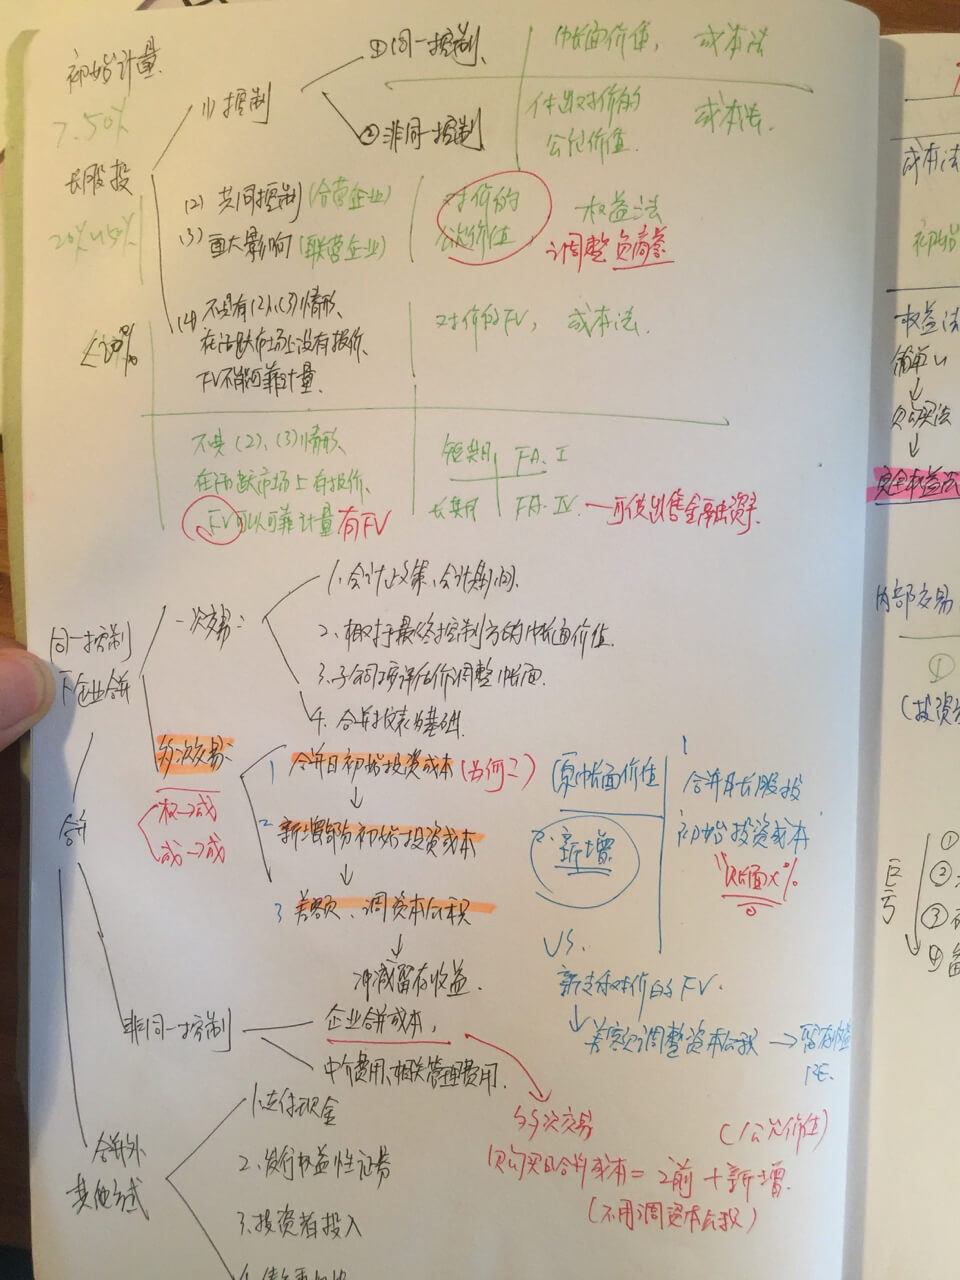 初始计量
7.50%
长股投
20%~50%
<20%
(1) 控制
①同一控制
账面价值, 成本法
②非同一控制
付出对价的
公允价值
成本法.
(2) 共同控制(合营企业)
(3) 重大影响(联营企业)
对价的
公允价值
权益法
调整负商誉
(4) 不具有(2)、(3)情形、
在活跃市场上没有报价、
FV不能可靠计量.
对价的FV, 成本法.
不具(2)、(3)情形、
在活跃市场上有报价、
FV可以可靠计量 有FV
短期 FA.I
长期 FA.IV. 可供出售金融资产
同一控制
下企业合并
一次交易:
1. 会计政策、会计期间.
2. 相对于最终控制方的账面价值.
3. 子公司按评估价调整账面.
4. 合并报表为基础.
多次交易:
权→成
成→成
1 合并日初始投资成本(为何?)
2 新增部分初始投资成本
3 差额、调资本公积
冲减留存收益.
原账面价值
2. 新增
1
合并日长股投
初始投资成本
账面x%
VS.
新支付对价的FV.
差额调整资本公积 → 留存收益
RE.
合并
非同一控制
企业合并成本,
中介费用、相关管理费用.
多次交易
(公允价值)
购买日合并成本=之前+新增.
(不用调资本公积)
合并外
其他方式
1. 支付现金
2. 发行权益性证券
3. 投资者投入
成本法
初始
权益法
简单
购买法
完全权益法
内部交易
①
(投资
①
②
③
④